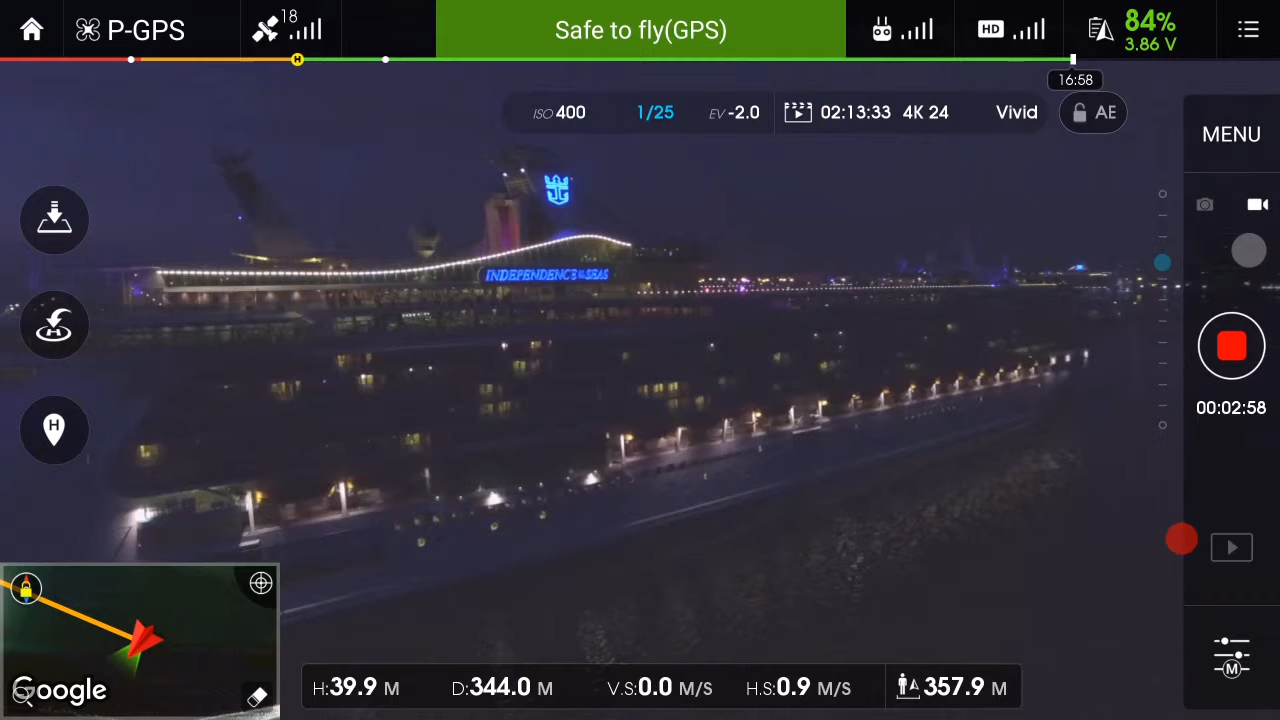 P-GPS
18
Safe to fly(GPS)
HD
84%
3.86 V
H
16:58
ISO 400
1/25
EV -2.0
02:13:33
4K 24
Vivid
AE
MENU
INDEPENDENCE OF THE SEAS
H
H
00:02:58
Google
H:39.9 M
D:344.0 M
V.S:0.0 M/S
H.S:0.9 M/S
357.9 M
M